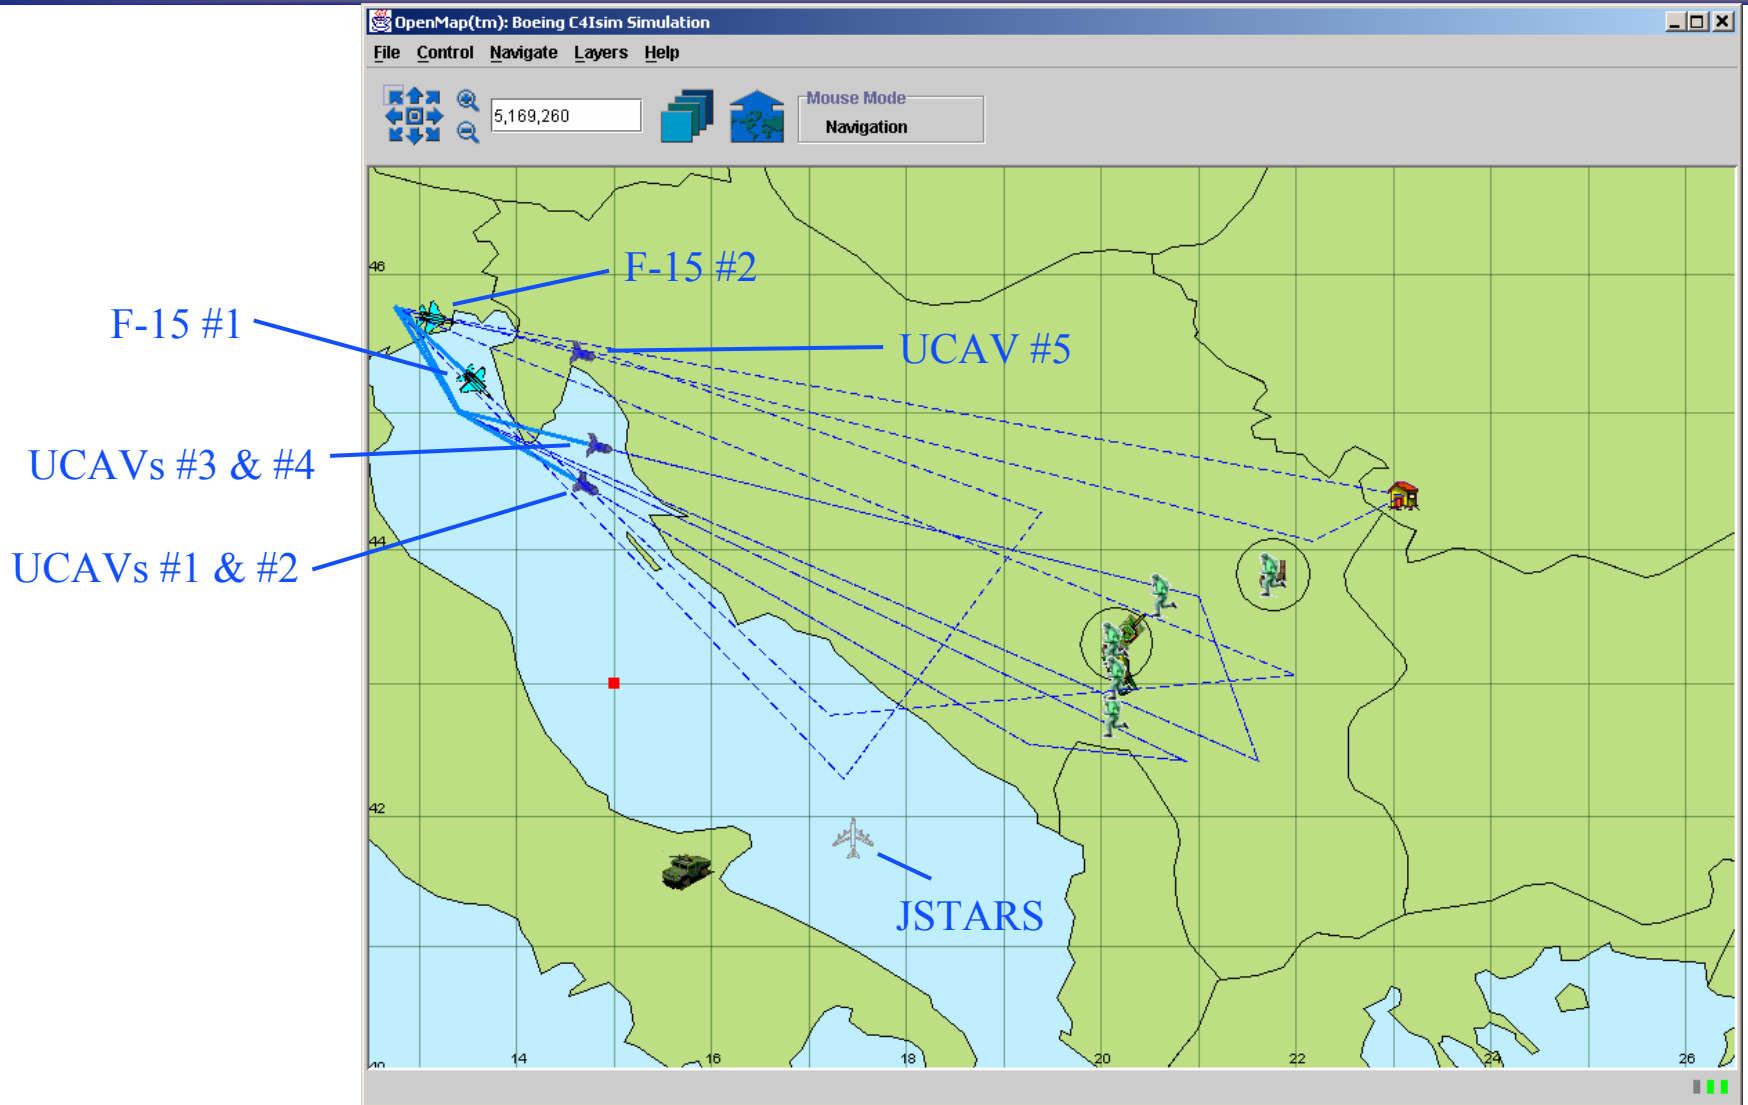 OpenMap(tm): Boeing C4Isim Simulation
File Control Navigate Layers Help
5,169,260
Mouse Mode
Navigation
46
F-15 #2
F-15 #1
UCAV #5
UCAVs #3 & #4
44
UCAVs #1 & #2
42
JSTARS
40
14 16 18 20 22 24 26